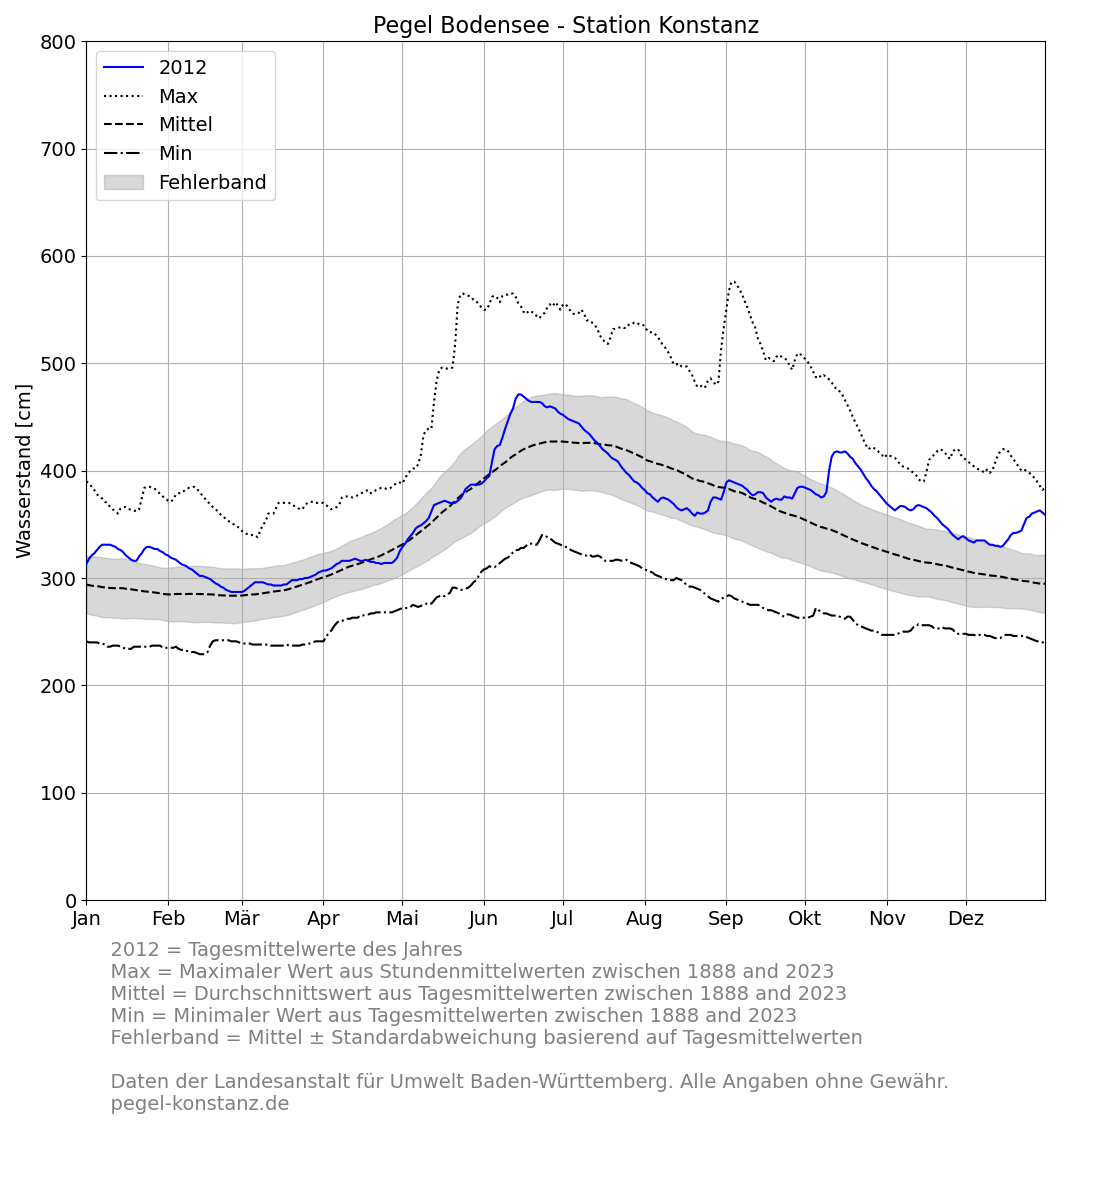 Pegel Bodensee - Station Konstanz
800
700
600
500
400
300
200
100
0
Wasserstand [cm]
2012
Max
Mittel
Min
Fehlerband
Jan Feb Mär Apr Mai Jun Jul Aug Sep Okt Nov Dez
2012 = Tagesmittelwerte des Jahres
Max = Maximaler Wert aus Stundenmittelwerten zwischen 1888 and 2023
Mittel = Durchschnittswert aus Tagesmittelwerten zwischen 1888 and 2023
Min = Minimaler Wert aus Tagesmittelwerten zwischen 1888 and 2023
Fehlerband = Mittel ± Standardabweichung basierend auf Tagesmittelwerten
Daten der Landesanstalt für Umwelt Baden-Württemberg. Alle Angaben ohne Gewähr.
pegel-konstanz.de